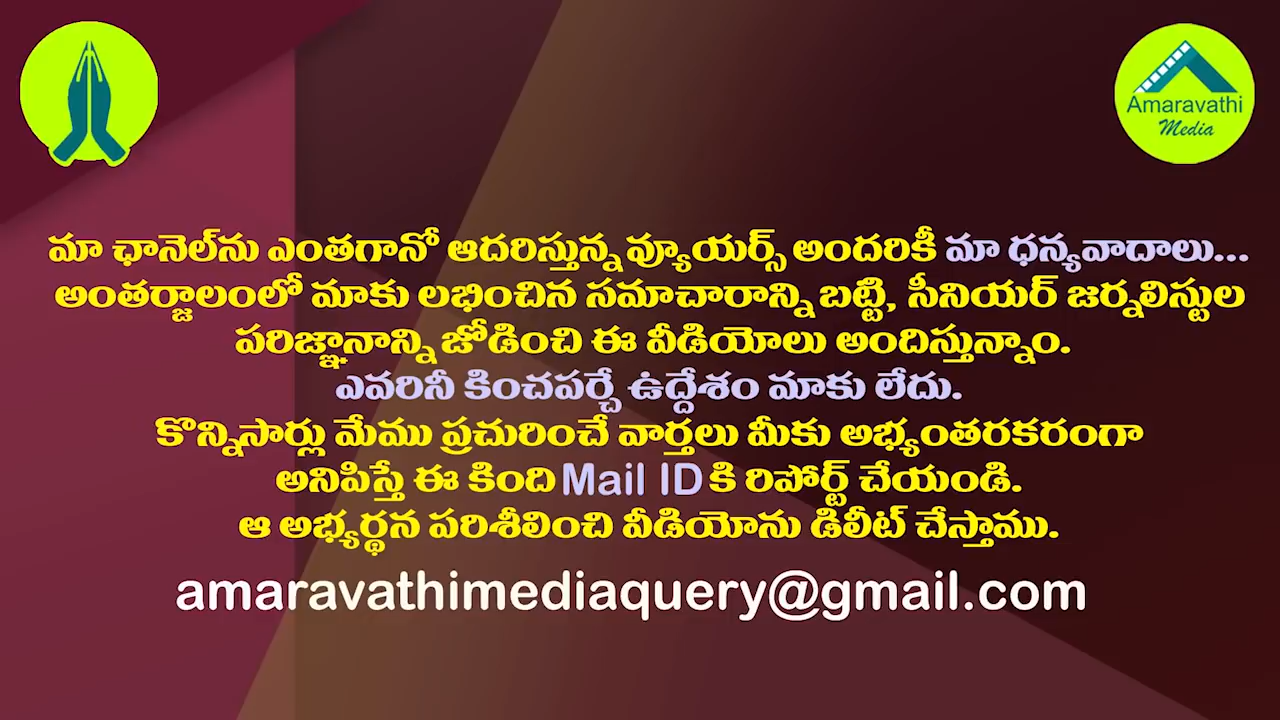 Amaravathi
Media
మా ఛానెల్‌ను ఎంతగానో ఆదరిస్తున్న వ్యూయర్స్ అందరికీ మా ధన్యవాదాలు...
అంతర్జాలంలో మాకు లభించిన సమాచారాన్ని బట్టి, సీనియర్ జర్నలిస్టుల
పరిజ్ఞానాన్ని జోడించి ఈ వీడియోలు అందిస్తున్నాం.
ఎవరినీ కించపర్చే ఉద్దేశం మాకు లేదు.
కొన్నిసార్లు మేము ప్రచురించే వార్తలు మీకు అభ్యంతరకరంగా
అనిపిస్తే ఈ కింది Mail ID కి రిపోర్ట్ చేయండి.
ఆ అభ్యర్థన పరిశీలించి వీడియోను డిలీట్ చేస్తాము.
amaravathimediaquery@gmail.com